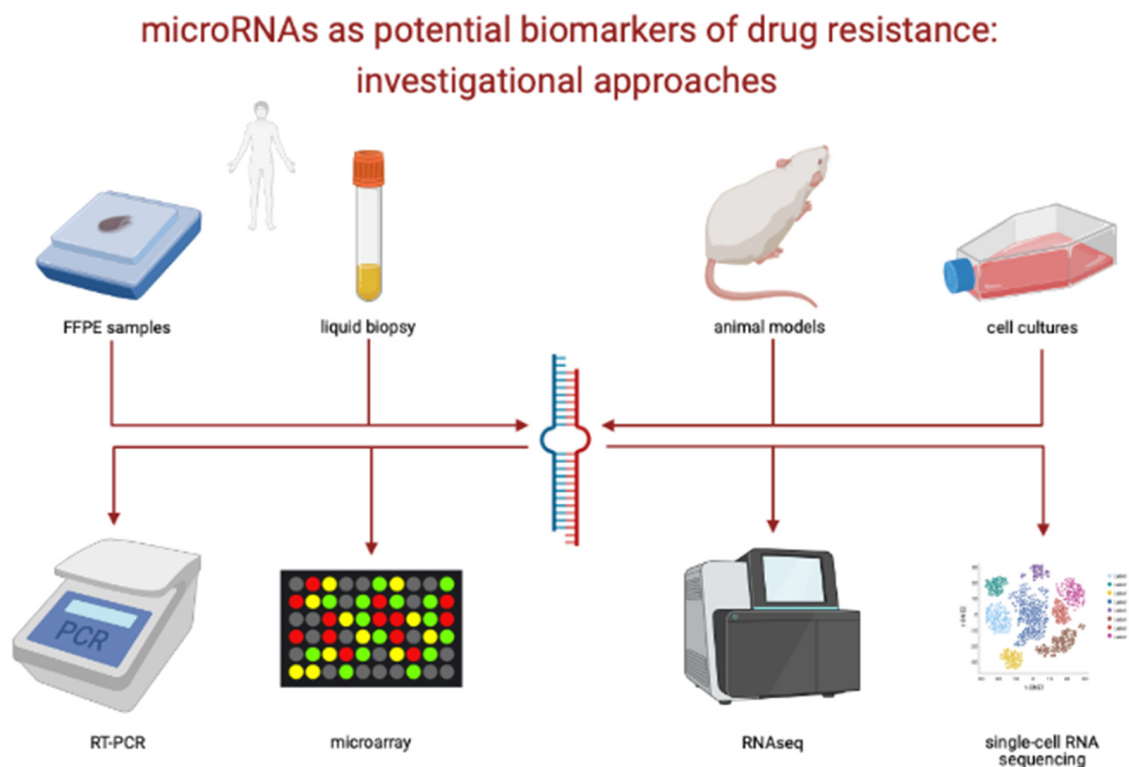 microRNAs as potential biomarkers of drug resistance:
investigational approaches
FFPE samples
liquid biopsy
animal models
cell cultures
PCR
RT-PCR
microarray
RNAseq
single-cell RNA
sequencing